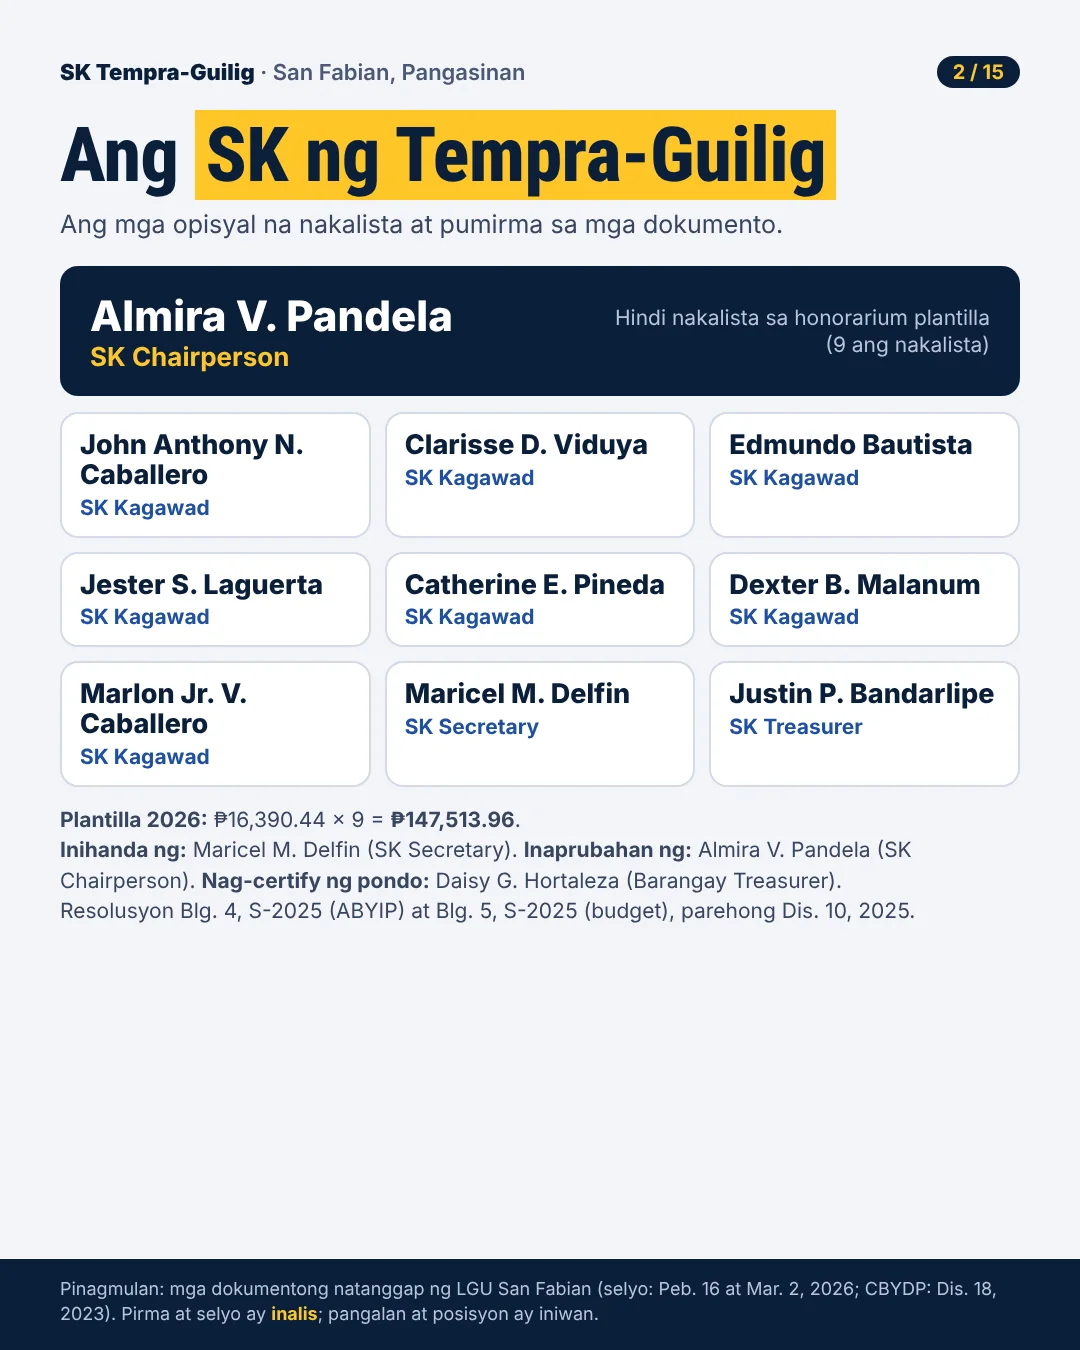 SK Tempra-Guilig · San Fabian, Pangasinan
2 / 15
Ang SK ng Tempra-Guilig
Ang mga opisyal na nakalista at pumirma sa mga dokumento.
Almira V. Pandela
SK Chairperson
Hindi nakalista sa honorarium plantilla
(9 ang nakalista)
John Anthony N.
Caballero
SK Kagawad
Clarisse D. Viduya
SK Kagawad
Edmundo Bautista
SK Kagawad
Jester S. Laguerta
SK Kagawad
Catherine E. Pineda
SK Kagawad
Dexter B. Malanum
SK Kagawad
Marlon Jr. V.
Caballero
SK Kagawad
Maricel M. Delfin
SK Secretary
Justin P. Bandarlipe
SK Treasurer
Plantilla 2026: ₱16,390.44 × 9 = ₱147,513.96.
Inihanda ng: Maricel M. Delfin (SK Secretary). Inaprubahan ng: Almira V. Pandela (SK
Chairperson). Nag-certify ng pondo: Daisy G. Hortaleza (Barangay Treasurer).
Resolusyon Blg. 4, S-2025 (ABYIP) at Blg. 5, S-2025 (budget), parehong Dis. 10, 2025.
Pinagmulan: mga dokumentong natanggap ng LGU San Fabian (selyo: Peb. 16 at Mar. 2, 2026; CBYDP: Dis. 18,
2023). Pirma at selyo ay inalis; pangalan at posisyon ay iniwan.